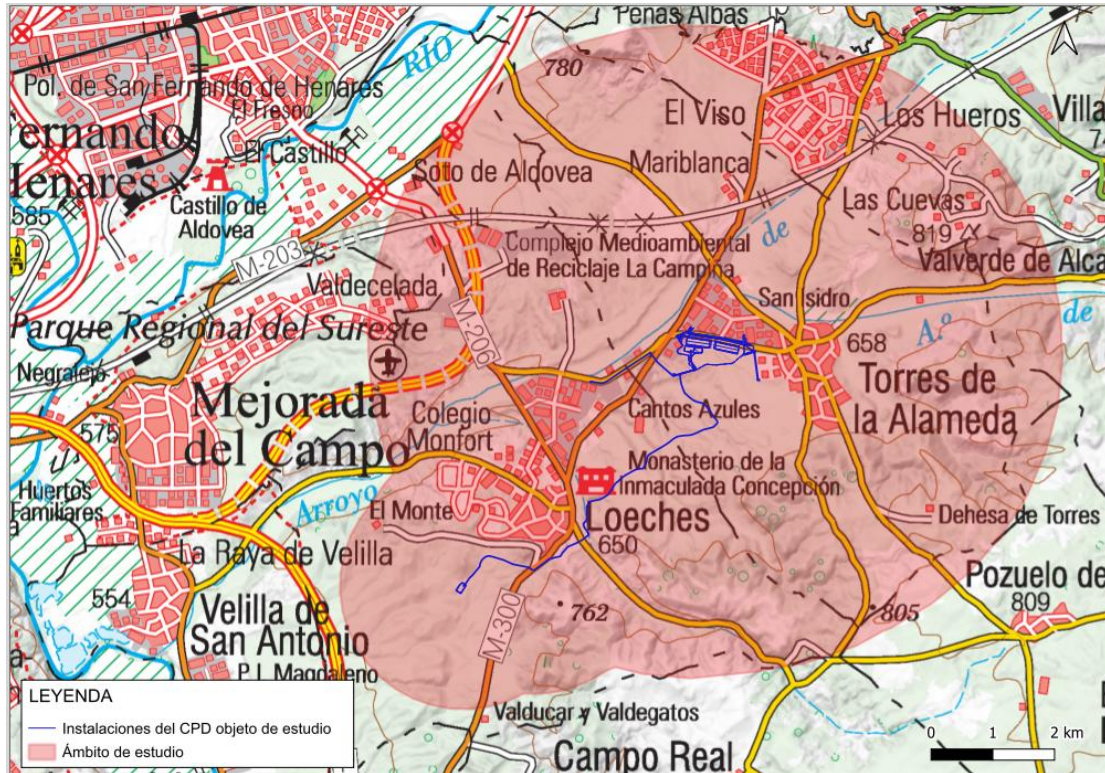 Peñas Albas
780
RÍO
Pol. de San Fernando de Henares
El Fresno
El Viso
Los Hueros
Villa
ernando
Henares
El Castillo
Mariblanca
Soto de Aldovea
Castillo de
Aldovea
585
Las Cuevas
819
de
Complejo Medioambiental
de Reciclaje La Campiña
M-203
Valverde de Alca
Valdecelada
San Isidro
Parque Regional del Sureste
M-206
A.º
de
658
Negralejo
Torres de
la Alameda
Mejorada
del Campo
Colegio
Monfort
Cantos Azules
575
Monasterio de la
Inmaculada Concepción
Huertos
Familiares
Arroyo
El Monte
Loeches
650
Dehesa de Torres
La Raya de Velilla
Pozuelo de
809
554
Velilla de
San Antonio
M-300
762
805
P. I. Magdaleno
LEYENDA
Instalaciones del CPD objeto de estudio
Ámbito de estudio
Valducar y Valdegatos
Campo Real
0 1 2 km